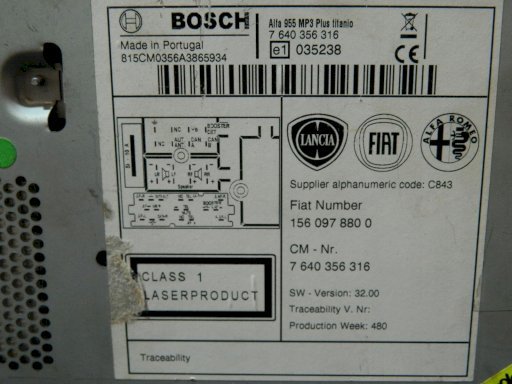 BOSCH
Alfa 955 MP3 Plus titanio
7 640 356 316
Made in Portugal
e1 035238
CE
815CM0356A3865934
LANCIA
FIAT
ALFA ROMEO
Supplier alphanumeric code: C843
Fiat Number
156 097 880 0
CM - Nr.
7 640 356 316
CLASS 1
LASERPRODUCT
SW - Version: 32.00
Traceability V. Nr:
Production Week: 480
Traceability